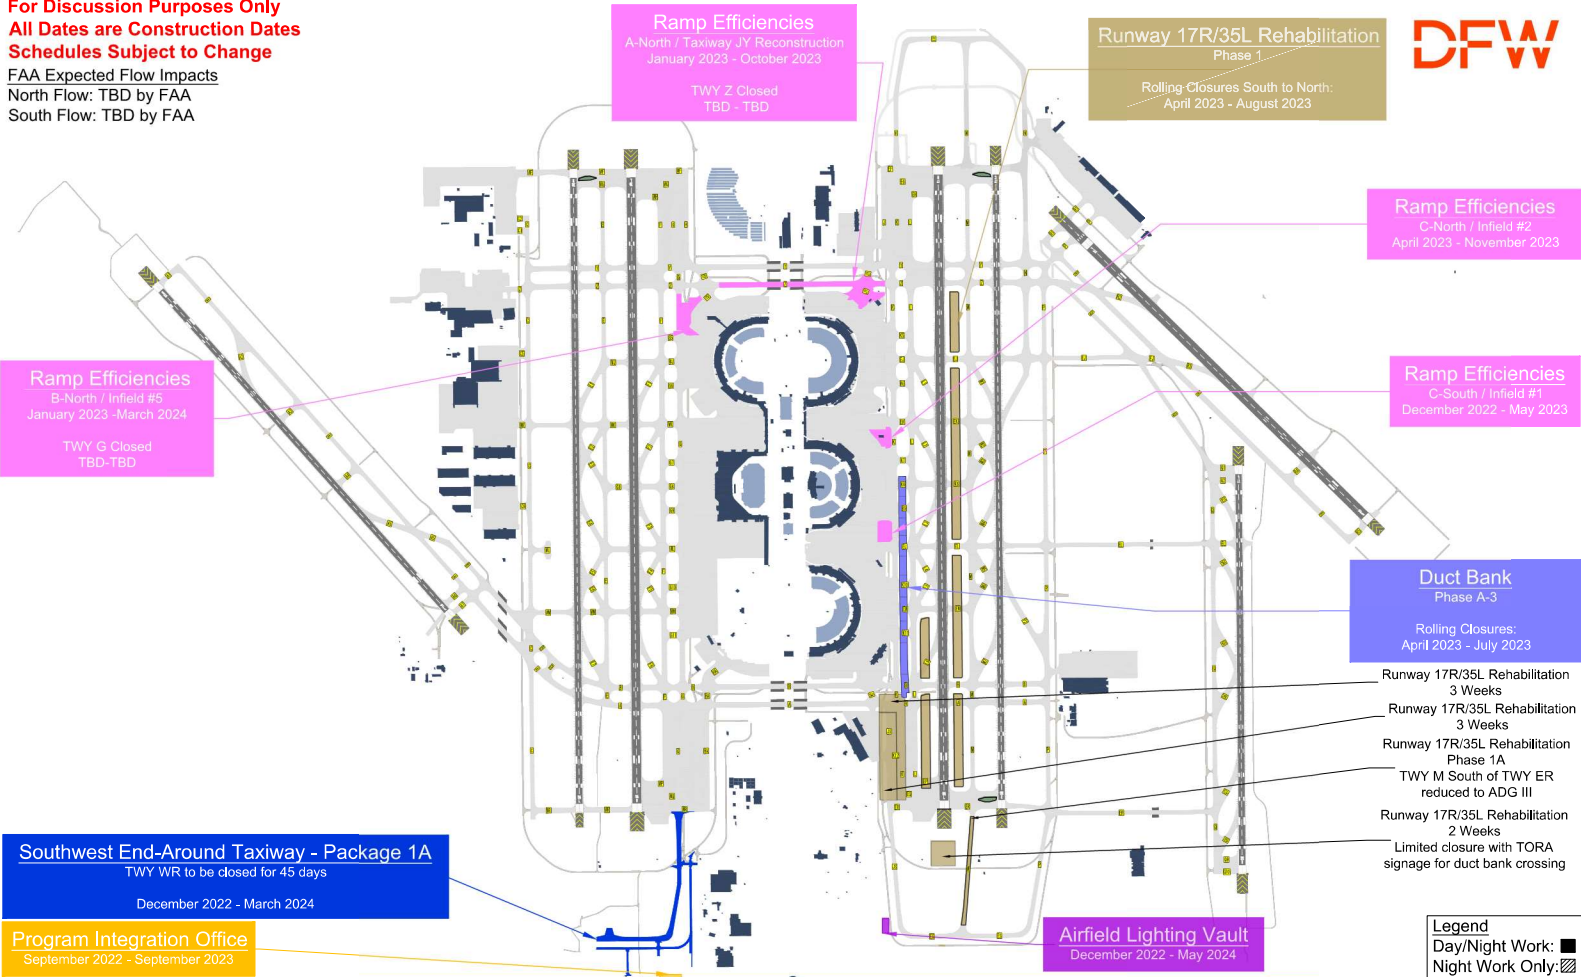 For Discussion Purposes Only
All Dates are Construction Dates
Schedules Subject to Change
FAA Expected Flow Impacts
North Flow: TBD by FAA
South Flow: TBD by FAA
Ramp Efficiencies
A-North / Taxiway JY Reconstruction
January 2023 - October 2023
TWY Z Closed
TBD - TBD
Runway 17R/35L Rehabilitation
Phase 1
Rolling Closures South to North:
April 2023 - August 2023
DFW
Ramp Efficiencies
C-North / Infield #2
April 2023 - November 2023
Ramp Efficiencies
B-North / Infield #5
January 2023 -March 2024
TWY G Closed
TBD-TBD
Ramp Efficiencies
C-South / Infield #1
December 2022 - May 2023
Duct Bank
Phase A-3
Rolling Closures:
April 2023 - July 2023
Runway 17R/35L Rehabilitation
3 Weeks
Runway 17R/35L Rehabilitation
3 Weeks
Runway 17R/35L Rehabilitation
Phase 1A
TWY M South of TWY ER
reduced to ADG III
Runway 17R/35L Rehabilitation
2 Weeks
Limited closure with TORA
signage for duct bank crossing
Southwest End-Around Taxiway - Package 1A
TWY WR to be closed for 45 days
December 2022 - March 2024
Program Integration Office
September 2022 - September 2023
Airfield Lighting Vault
December 2022 - May 2024
Legend
Day/Night Work:
Night Work Only: